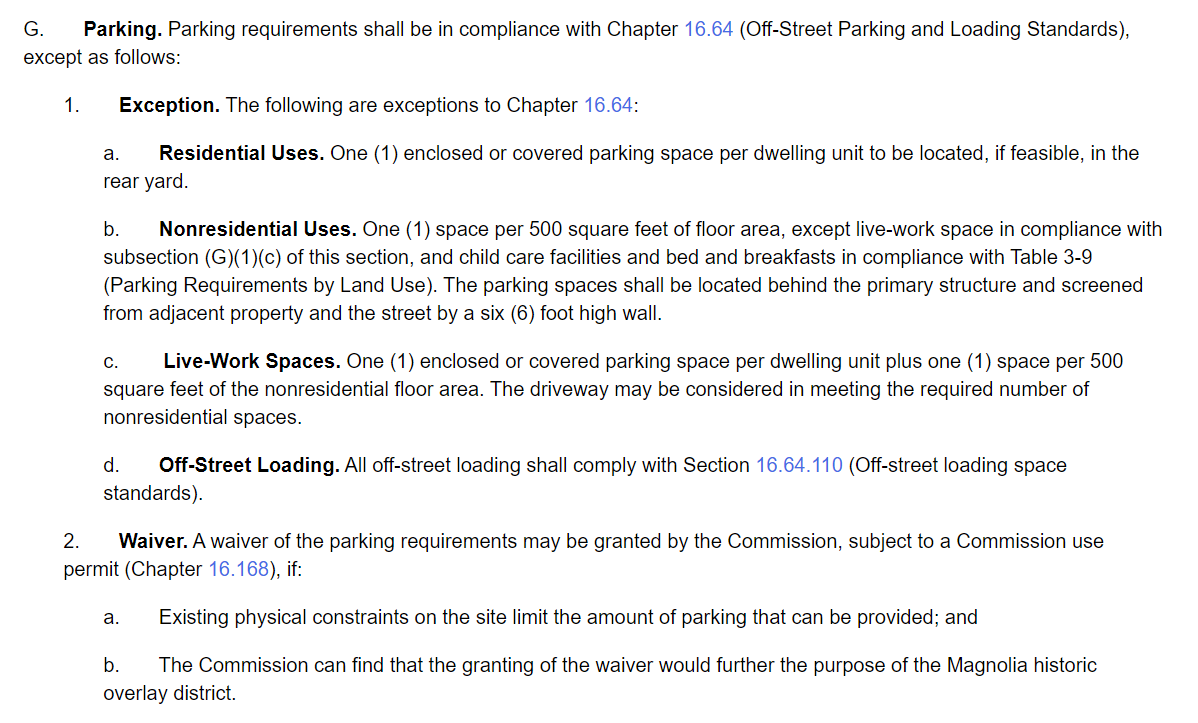 G. Parking. Parking requirements shall be in compliance with Chapter 16.64 (Off-Street Parking and Loading Standards),
except as follows:
1. Exception. The following are exceptions to Chapter 16.64:
a. Residential Uses. One (1) enclosed or covered parking space per dwelling unit to be located, if feasible, in the
rear yard.
b. Nonresidential Uses. One (1) space per 500 square feet of floor area, except live-work space in compliance with
subsection (G)(1)(c) of this section, and child care facilities and bed and breakfasts in compliance with Table 3-9
(Parking Requirements by Land Use). The parking spaces shall be located behind the primary structure and screened
from adjacent property and the street by a six (6) foot high wall.
c. Live-Work Spaces. One (1) enclosed or covered parking space per dwelling unit plus one (1) space per 500
square feet of the nonresidential floor area. The driveway may be considered in meeting the required number of
nonresidential spaces.
d. Off-Street Loading. All off-street loading shall comply with Section 16.64.110 (Off-street loading space
standards).
2. Waiver. A waiver of the parking requirements may be granted by the Commission, subject to a Commission use
permit (Chapter 16.168), if:
a. Existing physical constraints on the site limit the amount of parking that can be provided; and
b. The Commission can find that the granting of the waiver would further the purpose of the Magnolia historic
overlay district.